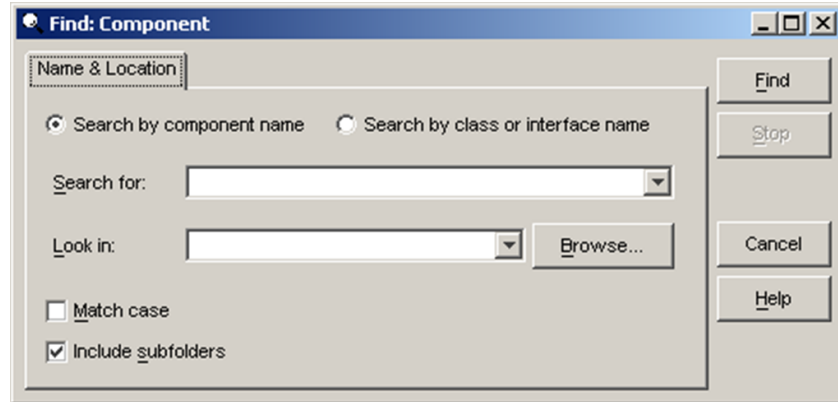 Find: Component
Name & Location
Search by component name
Search by class or interface name
Search for:
Look in:
Browse...
Match case
Include subfolders
Find
Stop
Cancel
Help